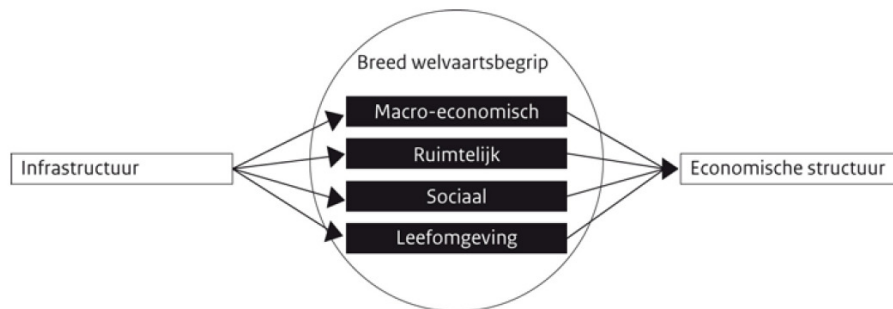 Breed welvaartsbegrip
Macro-economisch
Ruimtelijk
Infrastructuur
Economische structuur
Sociaal
Leefomgeving